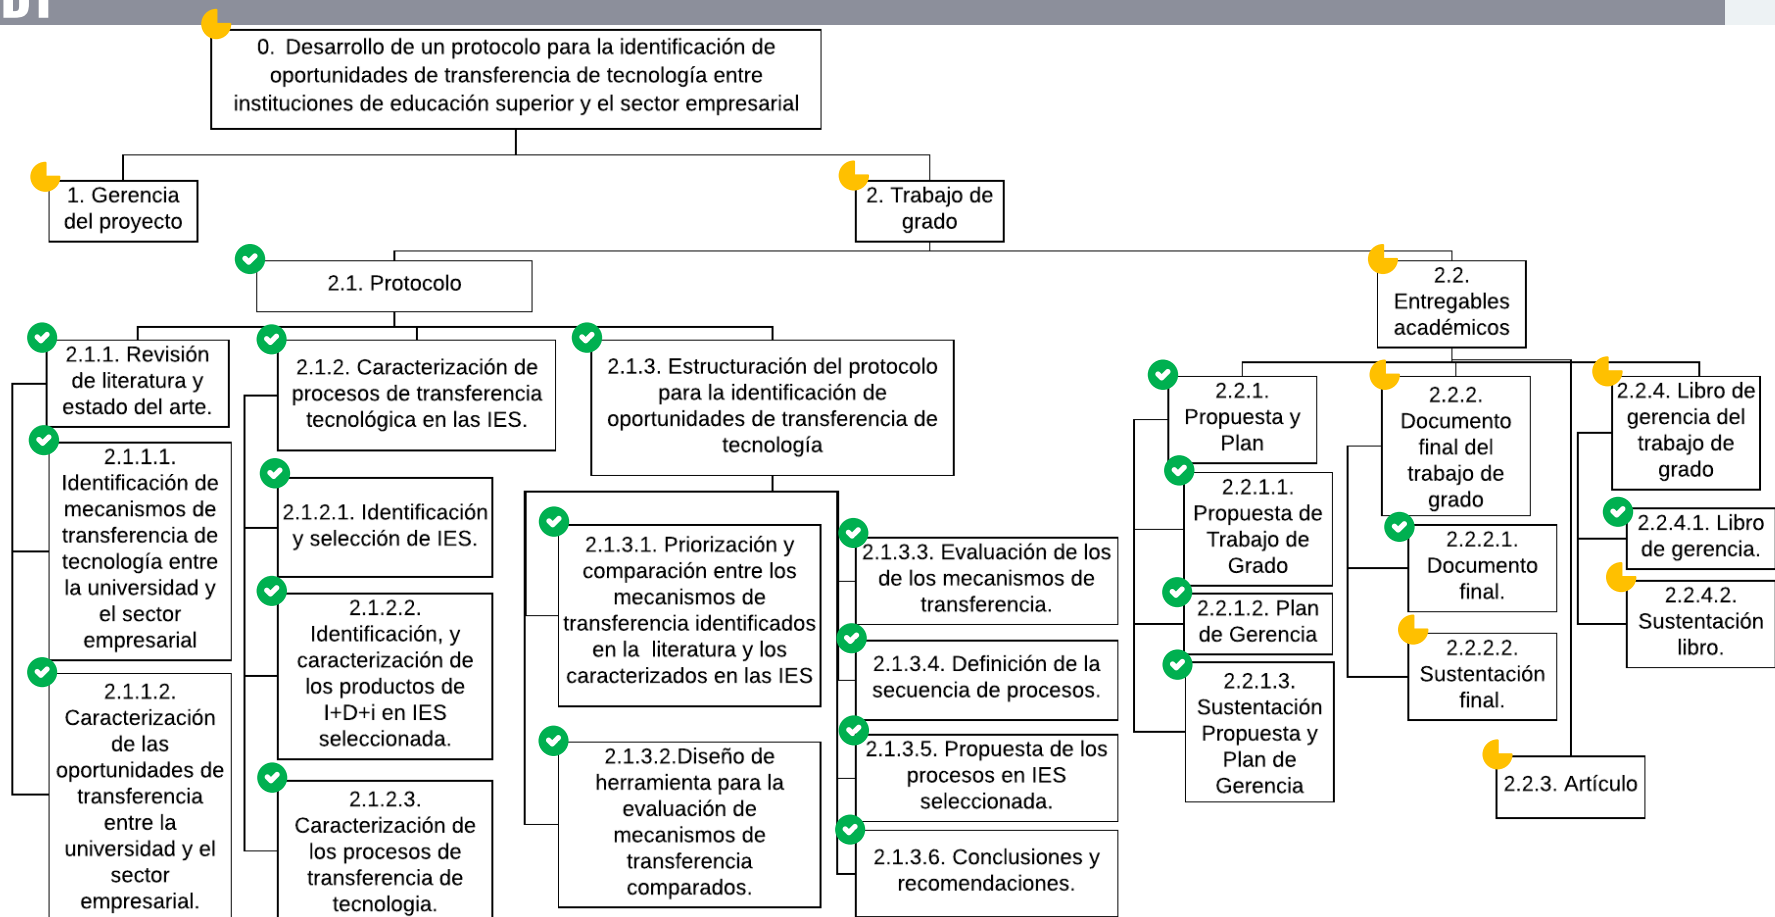 0. Desarrollo de un protocolo para la identificación de
oportunidades de transferencia de tecnología entre
instituciones de educación superior y el sector empresarial
1. Gerencia
del proyecto
2. Trabajo de
grado
2.1. Protocolo
2.2.
Entregables
académicos
2.1.1. Revisión
de literatura y
estado del arte.
2.1.1.1.
Identificación de
mecanismos de
transferencia de
tecnología entre
la universidad y
el sector
empresarial
2.1.1.2.
Caracterización
de las
oportunidades de
transferencia
entre la
universidad y el
sector
empresarial.
2.1.2. Caracterización de
procesos de transferencia
tecnológica en las IES.
2.1.2.1. Identificación
y selección de IES.
2.1.2.2.
Identificación, y
caracterización de
los productos de
I+D+i en IES
seleccionada.
2.1.2.3.
Caracterización de
los procesos de
transferencia de
tecnologia.
2.1.3. Estructuración del protocolo
para la identificación de
oportunidades de transferencia de
tecnología
2.1.3.1. Priorización y
comparación entre los
mecanismos de
transferencia identificados
en la literatura y los
caracterizados en las IES
2.1.3.2.Diseño de
herramienta para la
evaluación de
mecanismos de
transferencia
comparados.
2.1.3.3. Evaluación de los
de los mecanismos de
transferencia.
2.1.3.4. Definición de la
secuencia de procesos.
2.1.3.5. Propuesta de los
procesos en IES
seleccionada.
2.1.3.6. Conclusiones y
recomendaciones.
2.2.1.
Propuesta y
Plan
2.2.1.1.
Propuesta de
Trabajo de
Grado
2.2.1.2. Plan
de Gerencia
2.2.1.3.
Sustentación
Propuesta y
Plan de
Gerencia
2.2.2.
Documento
final del
trabajo de
grado
2.2.2.1.
Documento
final.
2.2.2.2.
Sustentación
final.
2.2.3. Artículo
2.2.4. Libro de
gerencia del
trabajo de
grado
2.2.4.1. Libro
de gerencia.
2.2.4.2.
Sustentación
libro.